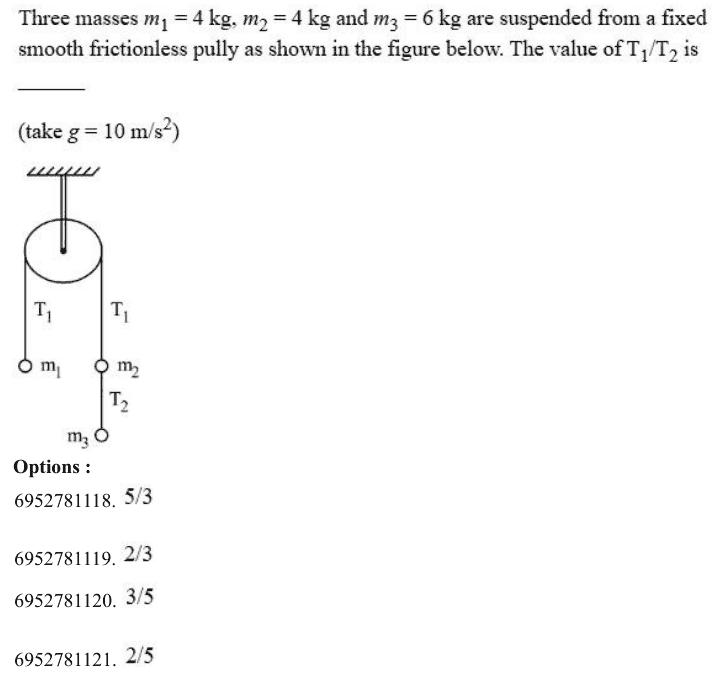 Three masses m₁ = 4 kg, m₂ = 4 kg and m₃ = 6 kg are suspended from a fixed
smooth frictionless pully as shown in the figure below. The value of T₁/T₂ is
_______
(take g = 10 m/s²)
T₁ T₁
m₁ m₂
T₂
m₃
Options :
6952781118. 5/3
6952781119. 2/3
6952781120. 3/5
6952781121. 2/5